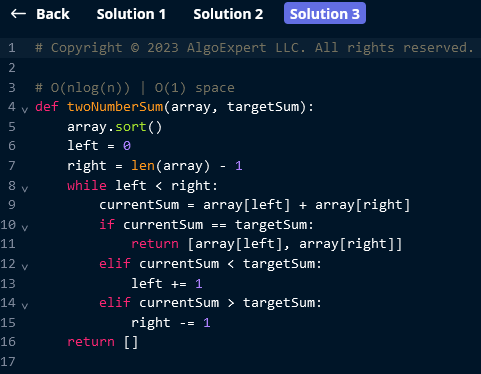 ← Back Solution 1 Solution 2 Solution 3
1 # Copyright © 2023 AlgoExpert LLC. All rights reserved.
2
3 # O(nlog(n)) | O(1) space
4 def twoNumberSum(array, targetSum):
5     array.sort()
6     left = 0
7     right = len(array) - 1
8     while left < right:
9         currentSum = array[left] + array[right]
10         if currentSum == targetSum:
11             return [array[left], array[right]]
12         elif currentSum < targetSum:
13             left += 1
14         elif currentSum > targetSum:
15             right -= 1
16     return []
17